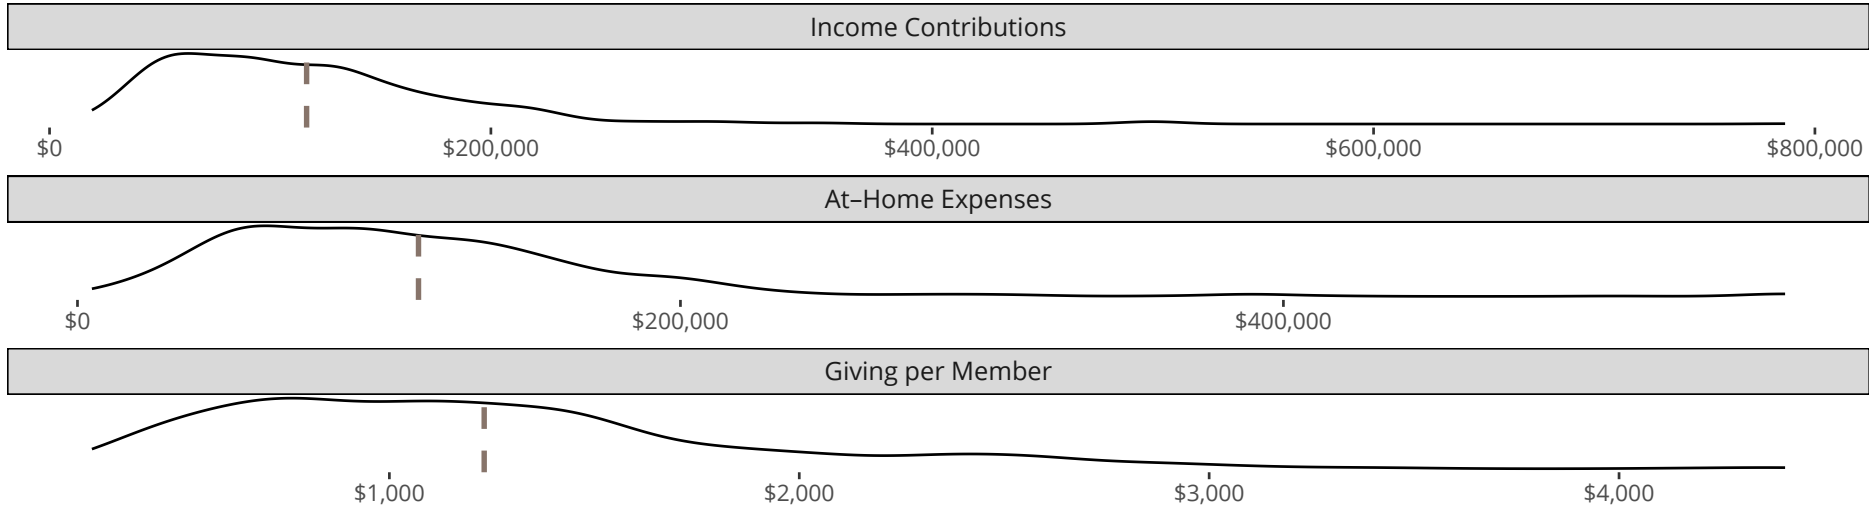 Income Contributions
$0 $200,000 $400,000 $600,000 $800,000
At–Home Expenses
$0 $200,000 $400,000
Giving per Member
$1,000 $2,000 $3,000 $4,000